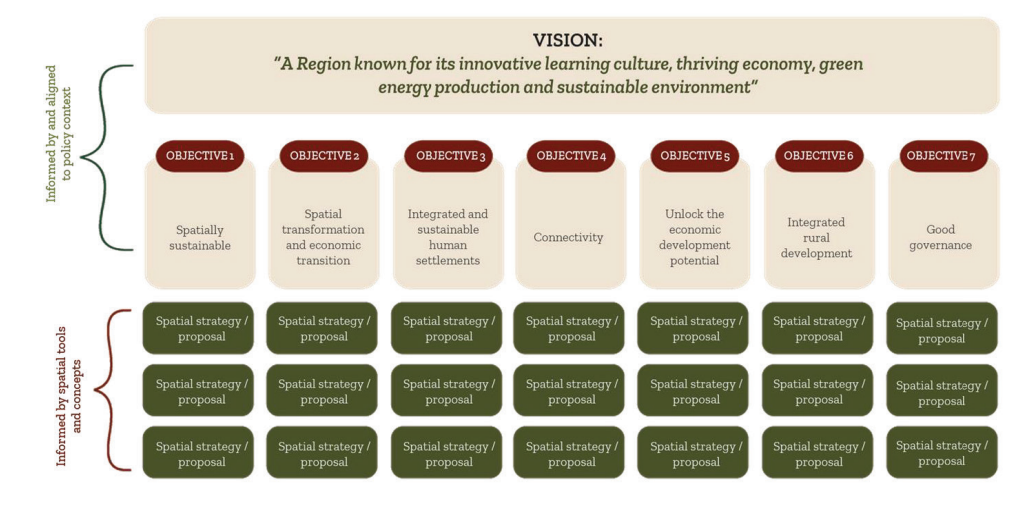 VISION:
"A Region known for its innovative learning culture, thriving economy, green
energy production and sustainable environment"
Informed by and aligned
to policy context
OBJECTIVE 1
Spatially
sustainable
OBJECTIVE 2
Spatial
transformation
and economic
transition
OBJECTIVE 3
Integrated and
sustainable
human
settlements
OBJECTIVE 4
Connectivity
OBJECTIVE 5
Unlock the
economic
development
potential
OBJECTIVE 6
Integrated
rural
development
OBJECTIVE 7
Good
governance
Informed by spatial tools
and concepts
Spatial strategy /
proposal
Spatial strategy /
proposal
Spatial strategy /
proposal
Spatial strategy /
proposal
Spatial strategy /
proposal
Spatial strategy /
proposal
Spatial strategy /
proposal
Spatial strategy /
proposal
Spatial strategy /
proposal
Spatial strategy /
proposal
Spatial strategy /
proposal
Spatial strategy /
proposal
Spatial strategy /
proposal
Spatial strategy /
proposal
Spatial strategy /
proposal
Spatial strategy /
proposal
Spatial strategy /
proposal
Spatial strategy /
proposal
Spatial strategy /
proposal
Spatial strategy /
proposal
Spatial strategy /
proposal